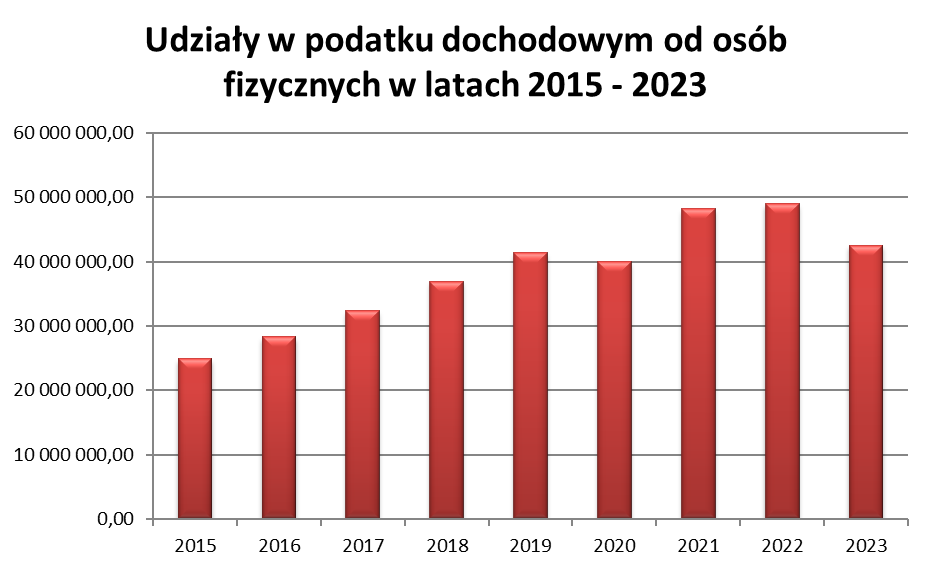 Udziały w podatku dochodowym od osób
fizycznych w latach 2015 - 2023
60 000 000,00
50 000 000,00
40 000 000,00
30 000 000,00
20 000 000,00
10 000 000,00
0,00
2015 2016 2017 2018 2019 2020 2021 2022 2023